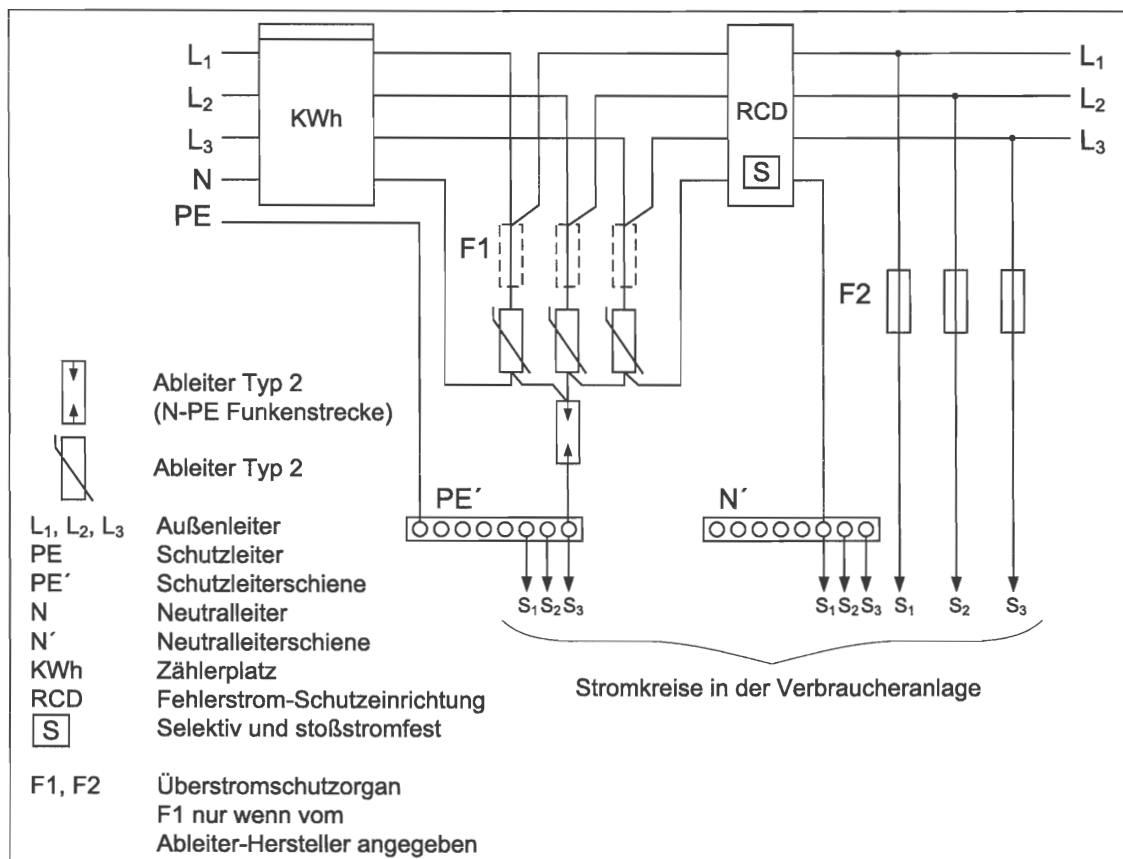 L₁
L₂
L₃
N
PE
KWh
RCD
S
L₁
L₂
L₃
F1
F2
Ableiter Typ 2
(N-PE Funkenstrecke)
Ableiter Typ 2
PE´
N´
L₁, L₂, L₃ Außenleiter
PE Schutzleiter
PE´ Schutzleiterschiene
N Neutralleiter
N´ Neutralleiterschiene
KWh Zählerplatz
RCD Fehlerstrom-Schutzeinrichtung
S Selektiv und stoßstromfest
F1, F2 Überstromschutzorgan
F1 nur wenn vom
Ableiter-Hersteller angegeben
S₁ S₂ S₃
S₁ S₂ S₃ S₁ S₂ S₃
Stromkreise in der Verbraucheranlage